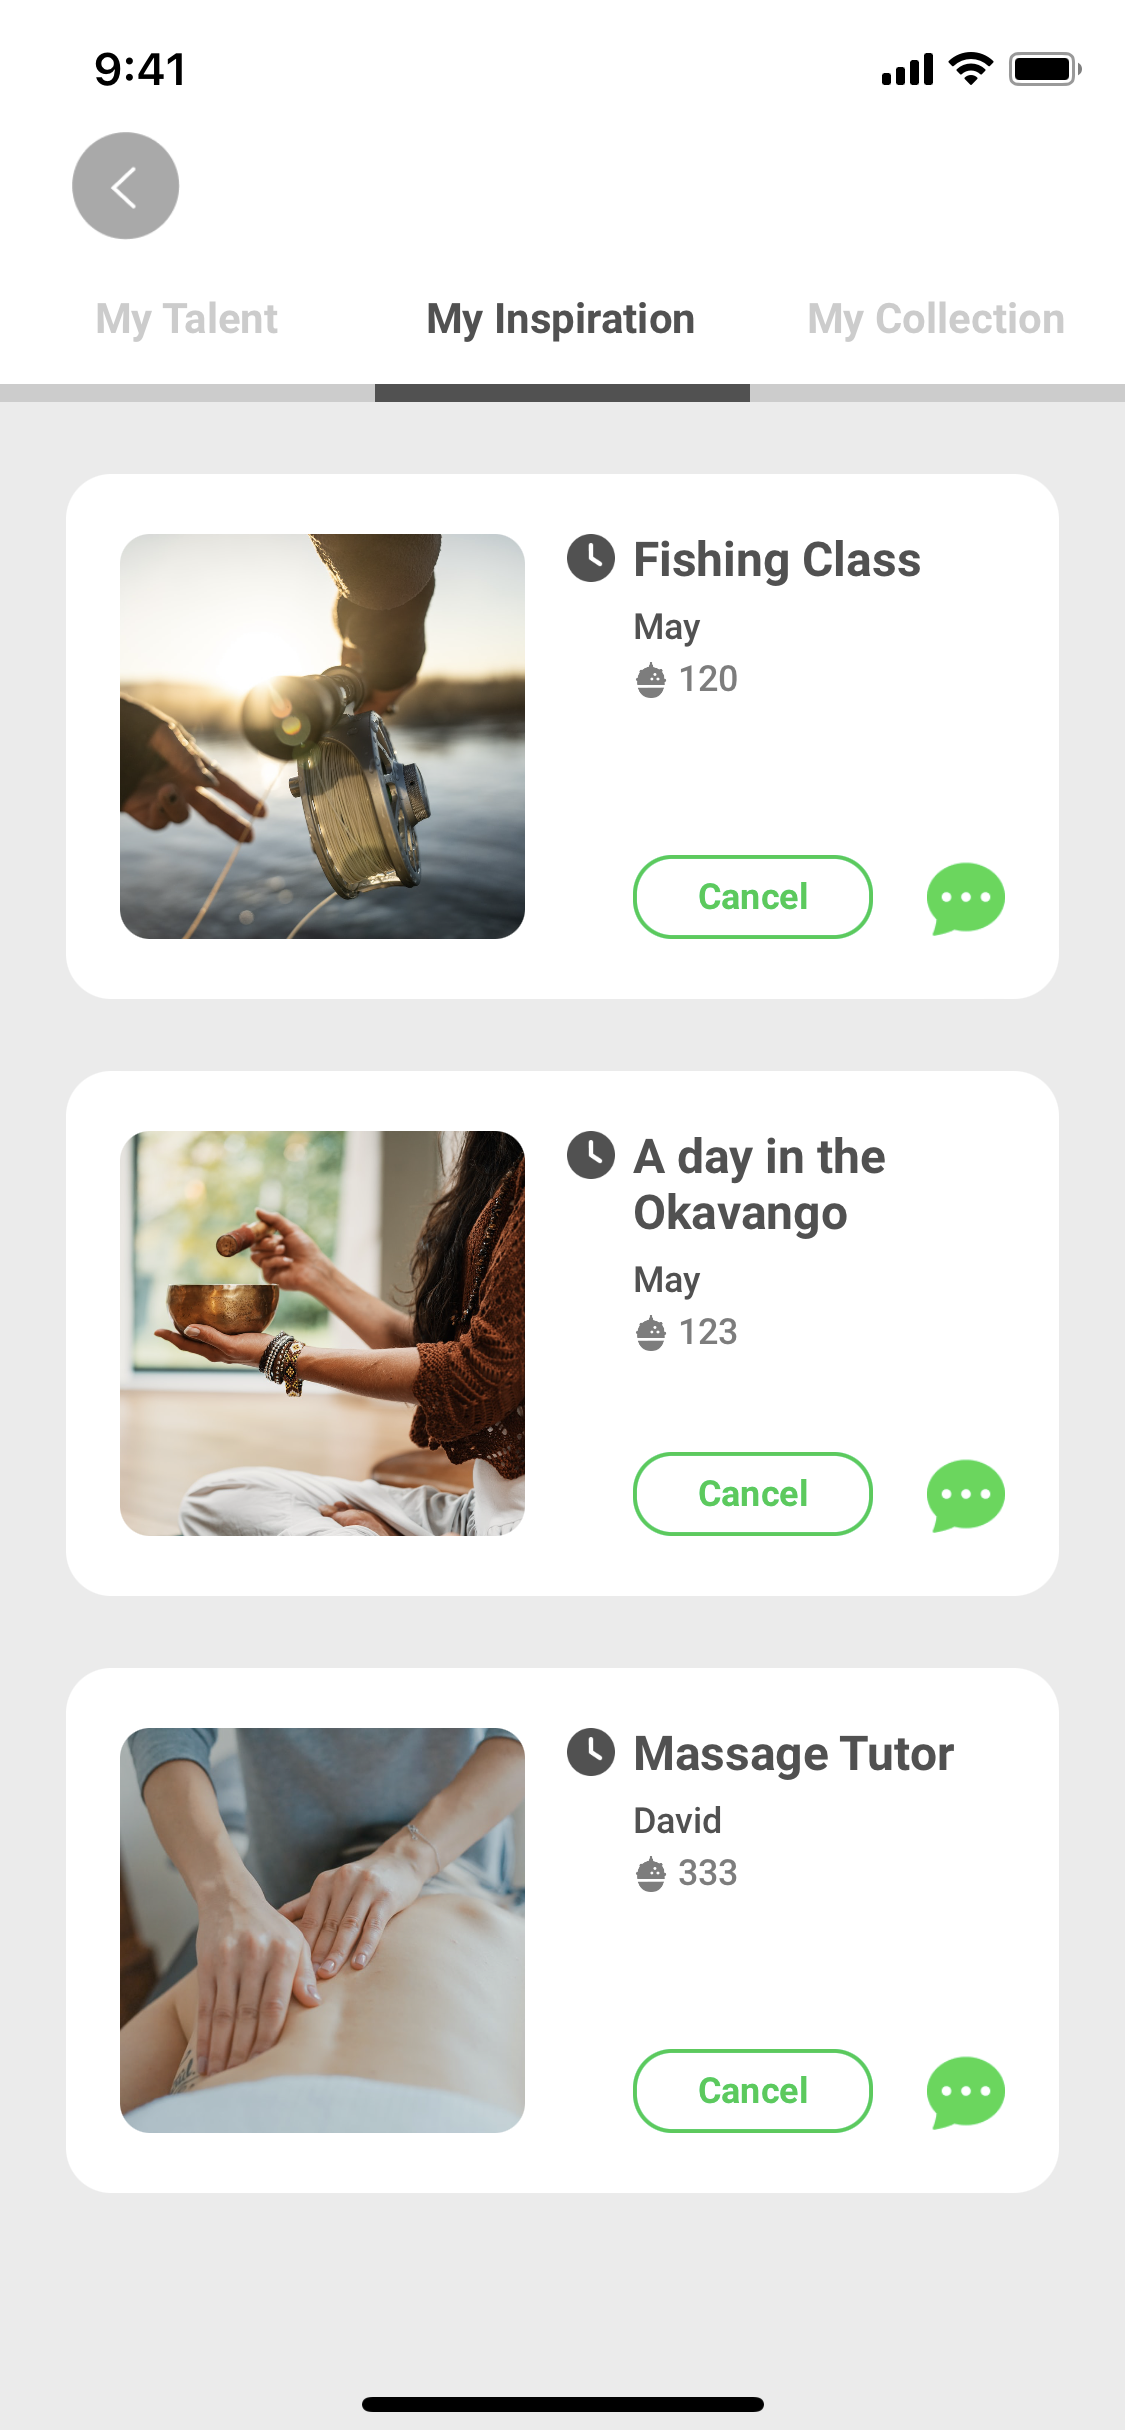 9:41
My Talent
My Inspiration
My Collection
Fishing Class
May
120
Cancel
A day in the
Okavango
May
123
Cancel
Massage Tutor
David
333
Cancel